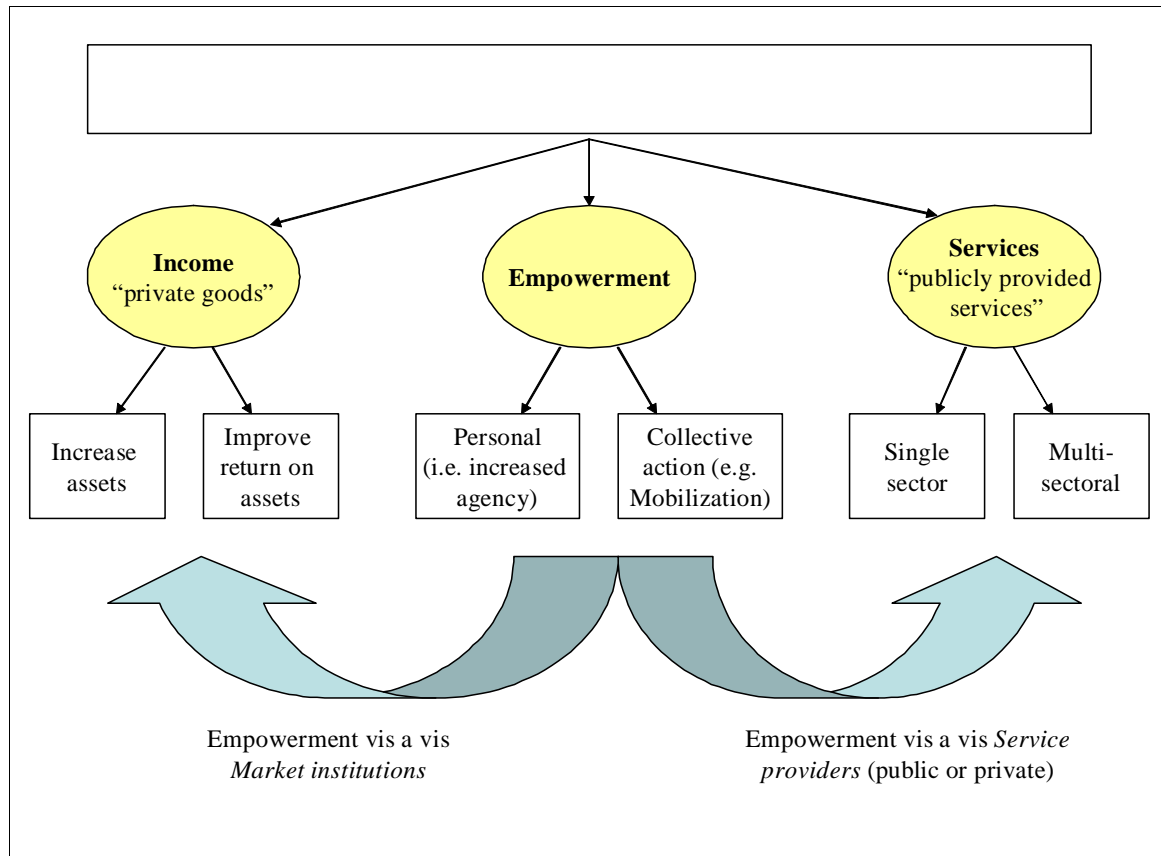 Income
“private goods”
Empowerment
Services
“publicly provided
services”
Increase
assets
Improve
return on
assets
Personal
(i.e. increased
agency)
Collective
action (e.g.
Mobilization)
Single
sector
Multi-
sectoral
Empowerment vis a vis
Market institutions
Empowerment vis a vis Service
providers (public or private)